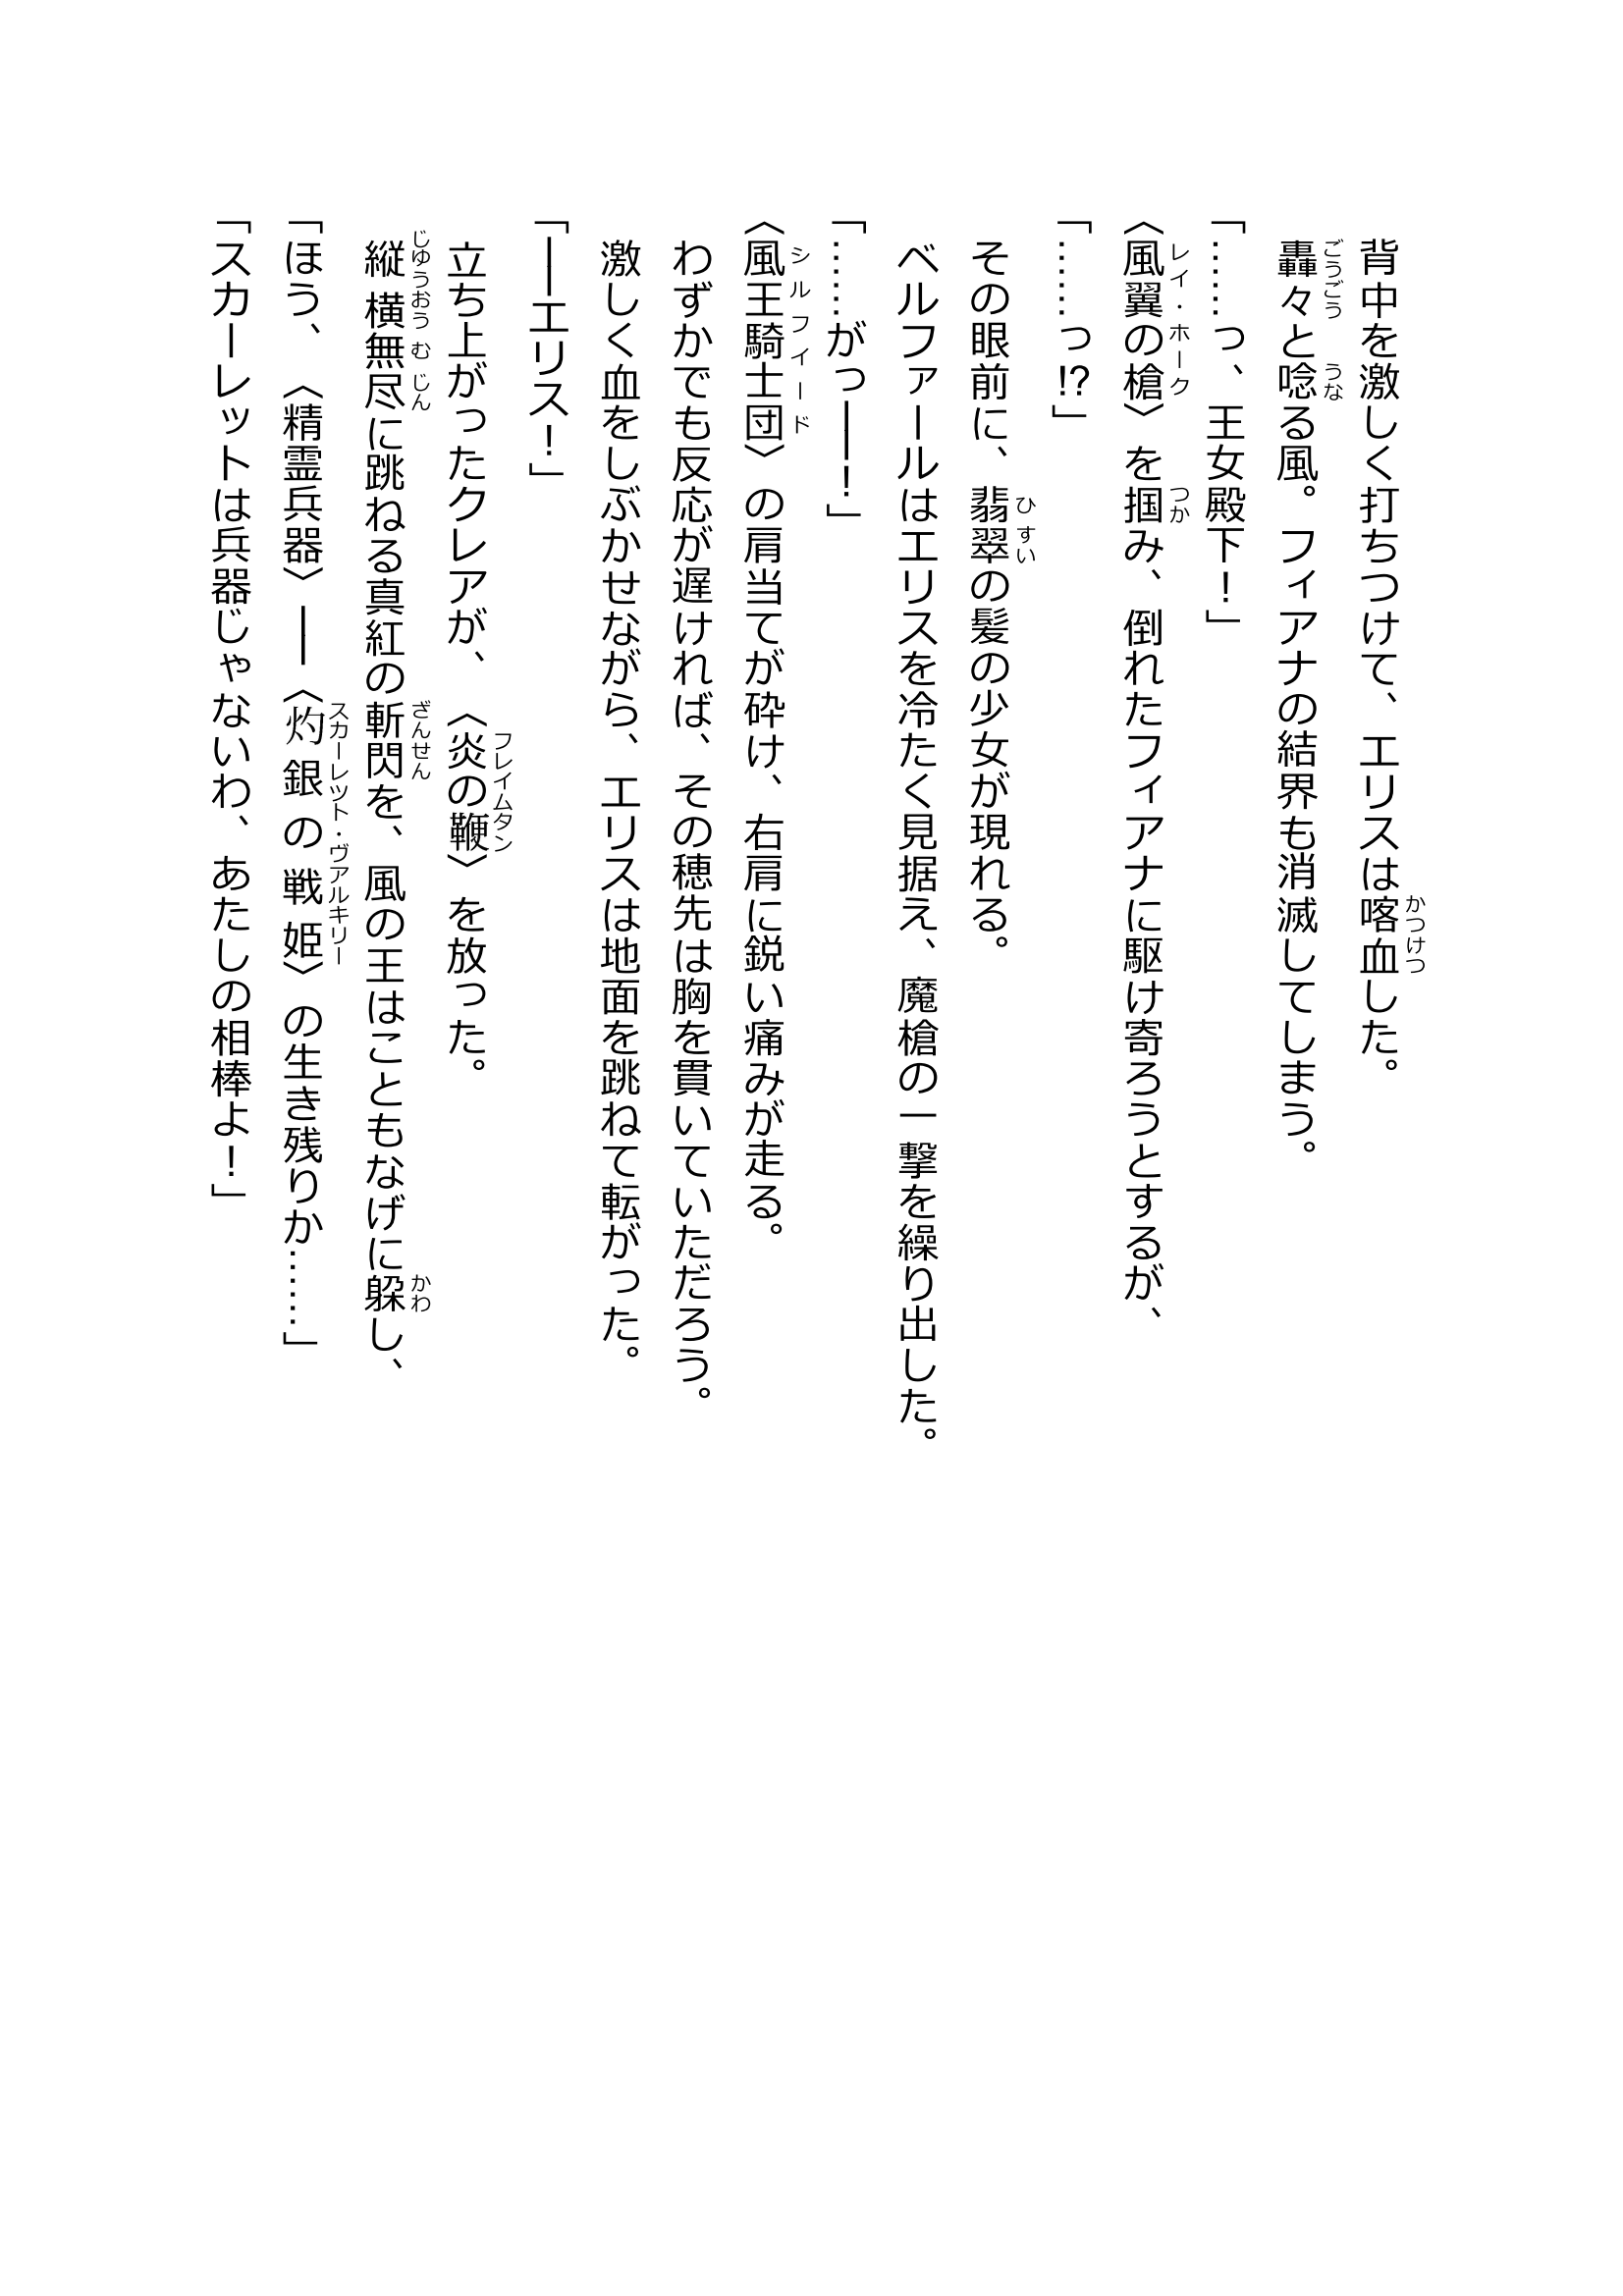 背中を激しく打ちつけて、エリスは喀血した。
轟々と唸る風。フィアナの結界も消滅してしまう。
「……っ、王女殿下！」
〈風翼の槍〉を掴み、倒れたフィアナに駆け寄ろうとするが、
「……っ!?」
その眼前に、翡翠の髪の少女が現れる。
ベルファールはエリスを冷たく見据え、魔槍の一撃を繰り出した。
「……がっ――！」
〈風王騎士団〉の肩当てが砕け、右肩に鋭い痛みが走る。
わずかでも反応が遅ければ、その穂先は胸を貫いていただろう。
激しく血をしぶかせながら、エリスは地面を跳ねて転がった。
「――エリス！」
立ち上がったクレアが、〈炎の鞭〉を放った。
縦横無尽に跳ねる真紅の斬閃を、風の王はこともなげに躱し、
「ほう、〈精霊兵器〉――〈灼銀の戦姫〉の生き残りか……」
「スカーレットは兵器じゃないわ、あたしの相棒よ！」